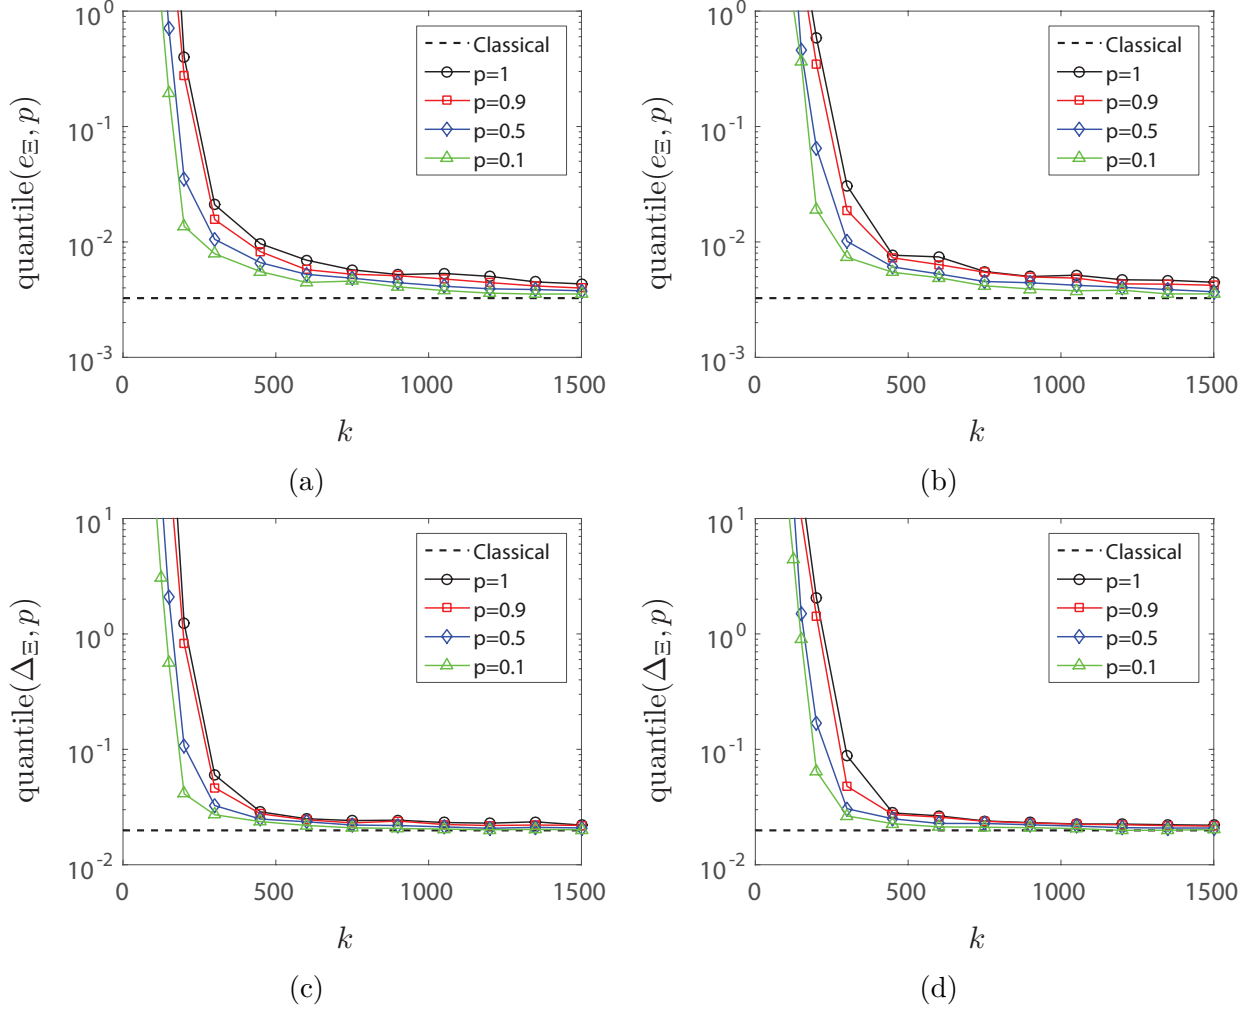 10^0
10^-1
10^-2
10^-3
quantile(e_Ξ, p)
0 500 1000 1500
k
Classical
p=1
p=0.9
p=0.5
p=0.1
(a)
10^0
10^-1
10^-2
10^-3
quantile(e_Ξ, p)
0 500 1000 1500
k
Classical
p=1
p=0.9
p=0.5
p=0.1
(b)
10^1
10^0
10^-1
10^-2
quantile(Δ_Ξ, p)
0 500 1000 1500
k
Classical
p=1
p=0.9
p=0.5
p=0.1
(c)
10^1
10^0
10^-1
10^-2
quantile(Δ_Ξ, p)
0 500 1000 1500
k
Classical
p=1
p=0.9
p=0.5
p=0.1
(d)